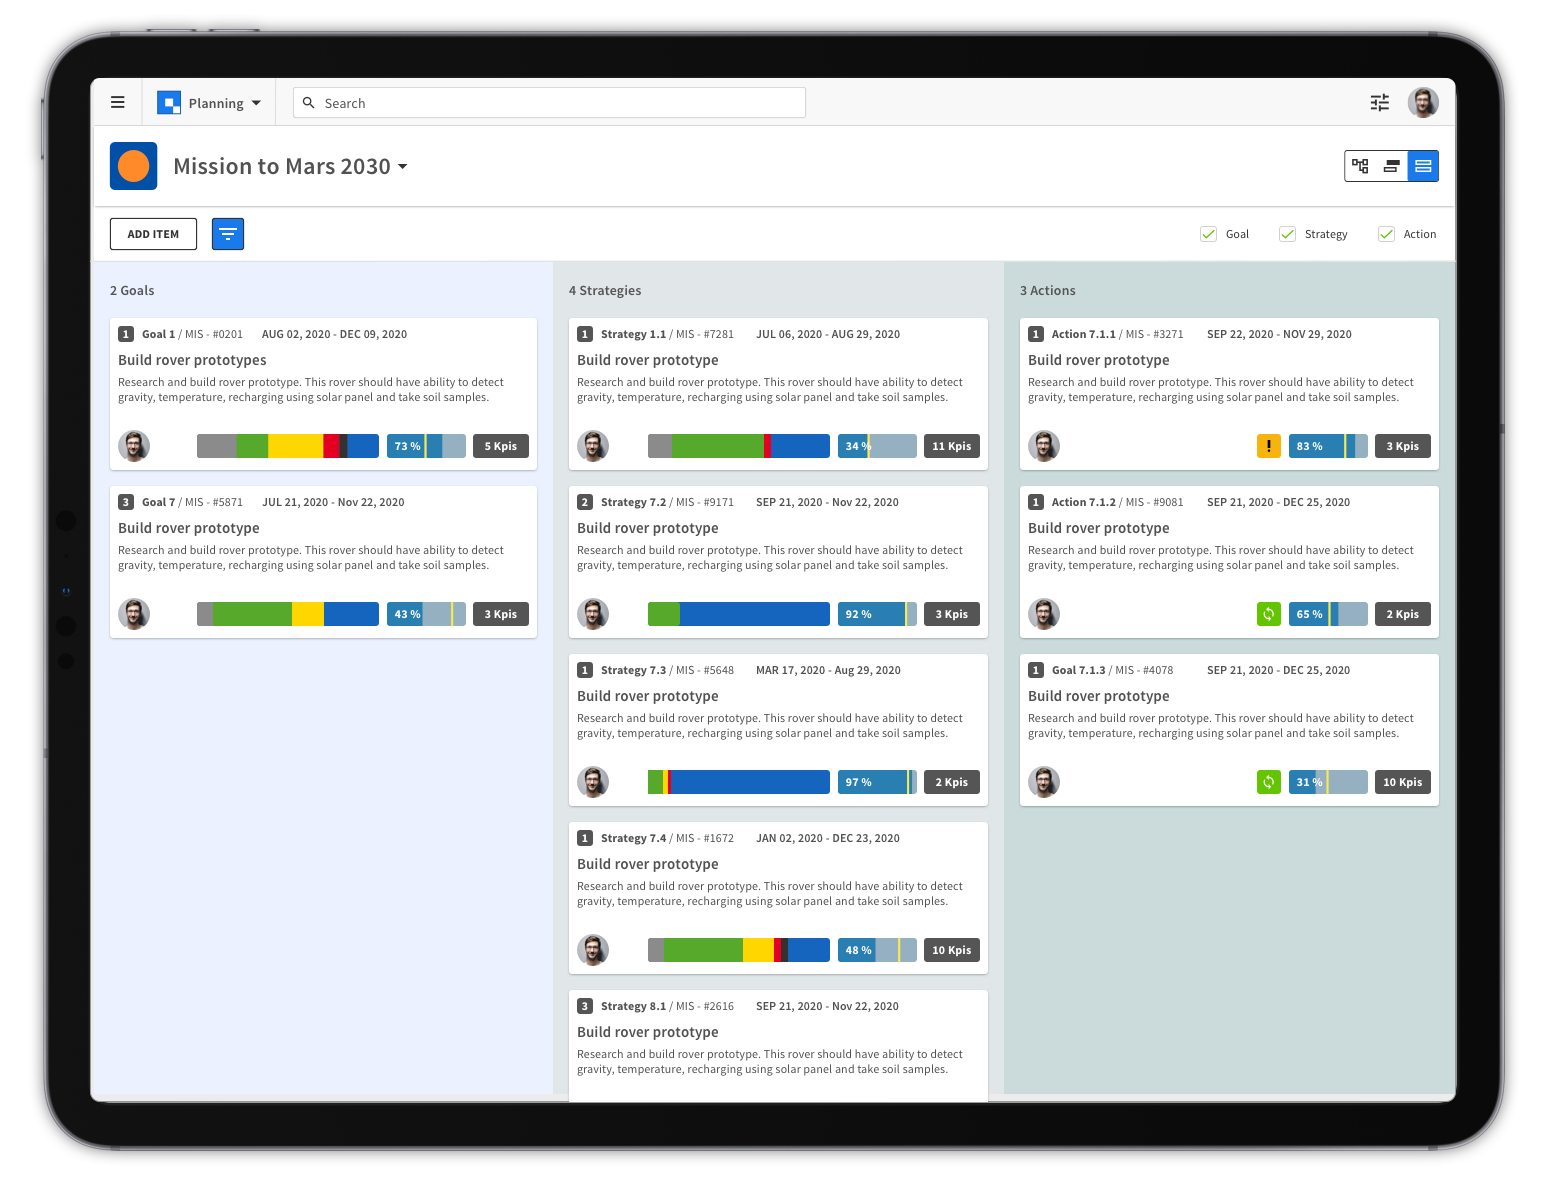 Planning
Search
Mission to Mars 2030
ADD ITEM
Goal
Strategy
Action
2 Goals
1 Goal 1 / MIS - #0201 AUG 02, 2020 - DEC 09, 2020
Build rover prototypes
Research and build rover prototype. This rover should have ability to detect
gravity, temperature, recharging using solar panel and take soil samples.
73 % 5 Kpis
3 Goal 7 / MIS - #5871 JUL 21, 2020 - Nov 22, 2020
Build rover prototype
Research and build rover prototype. This rover should have ability to detect
gravity, temperature, recharging using solar panel and take soil samples.
43 % 3 Kpis
4 Strategies
1 Strategy 1.1 / MIS - #7281 JUL 06, 2020 - AUG 29, 2020
Build rover prototype
Research and build rover prototype. This rover should have ability to detect
gravity, temperature, recharging using solar panel and take soil samples.
34 % 11 Kpis
2 Strategy 7.2 / MIS - #9171 SEP 21, 2020 - Nov 22, 2020
Build rover prototype
Research and build rover prototype. This rover should have ability to detect
gravity, temperature, recharging using solar panel and take soil samples.
92 % 3 Kpis
1 Strategy 7.3 / MIS - #5648 MAR 17, 2020 - Aug 29, 2020
Build rover prototype
Research and build rover prototype. This rover should have ability to detect
gravity, temperature, recharging using solar panel and take soil samples.
97 % 2 Kpis
1 Strategy 7.4 / MIS - #1672 JAN 02, 2020 - DEC 23, 2020
Build rover prototype
Research and build rover prototype. This rover should have ability to detect
gravity, temperature, recharging using solar panel and take soil samples.
48 % 10 Kpis
3 Strategy 8.1 / MIS - #2616 SEP 21, 2020 - Nov 22, 2020
Build rover prototype
Research and build rover prototype. This rover should have ability to detect
gravity, temperature, recharging using solar panel and take soil samples.
3 Actions
1 Action 7.1.1 / MIS - #3271 SEP 22, 2020 - NOV 29, 2020
Build rover prototype
Research and build rover prototype. This rover should have ability to detect
gravity, temperature, recharging using solar panel and take soil samples.
! 83 % 3 Kpis
1 Action 7.1.2 / MIS - #9081 SEP 21, 2020 - DEC 25, 2020
Build rover prototype
Research and build rover prototype. This rover should have ability to detect
gravity, temperature, recharging using solar panel and take soil samples.
65 % 2 Kpis
1 Goal 7.1.3 / MIS - #4078 SEP 21, 2020 - DEC 25, 2020
Build rover prototype
Research and build rover prototype. This rover should have ability to detect
gravity, temperature, recharging using solar panel and take soil samples.
31 % 10 Kpis